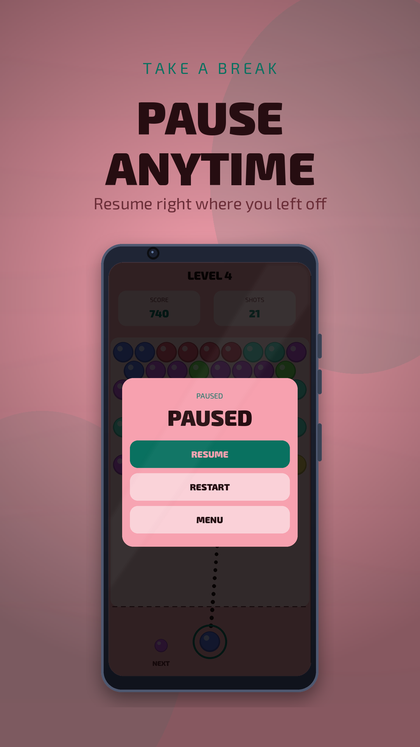 TAKE A BREAK
PAUSE
ANYTIME
Resume right where you left off
LEVEL 4
SCORE
SHOTS
740
21
PAUSED
PAUSED
RESUME
RESTART
MENU
NEXT